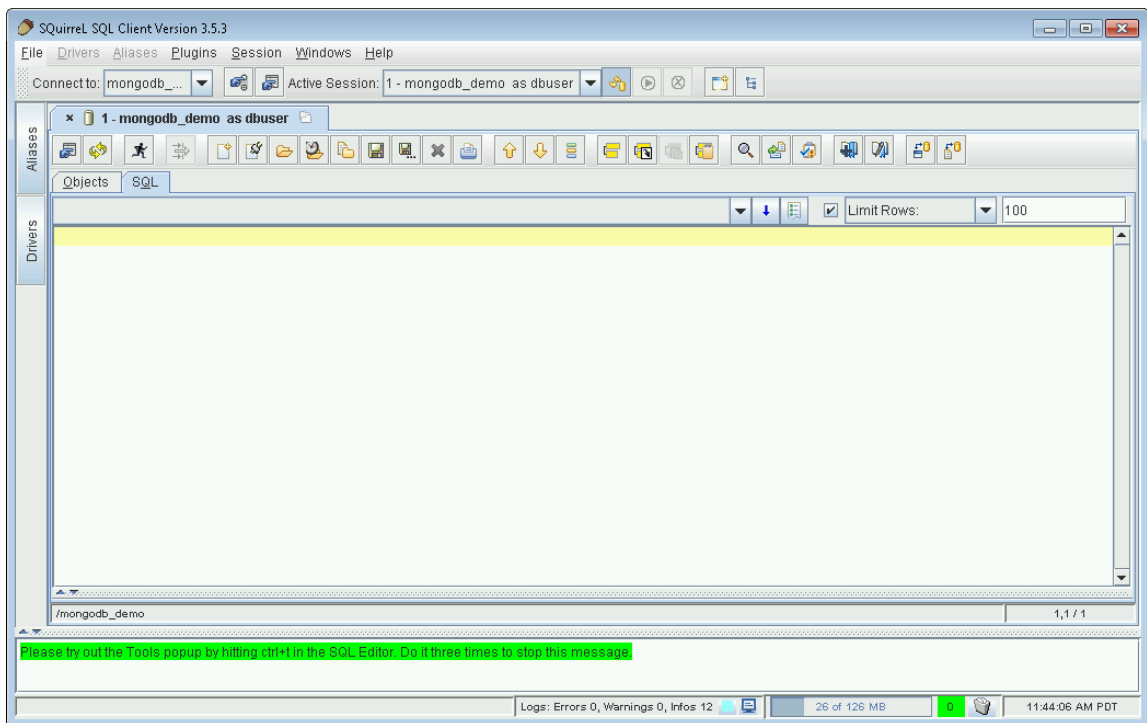 SQuirreL SQL Client Version 3.5.3
File Drivers Aliases Plugins Session Windows Help
Connect to: mongodb_... Active Session: 1 - mongodb_demo as dbuser
1 - mongodb_demo as dbuser
Aliases
Drivers
Objects SQL
Limit Rows: 100
/mongodb_demo 1,1 / 1
Please try out the Tools popup by hitting ctrl+t in the SQL Editor. Do it three times to stop this message.
Logs: Errors 0, Warnings 0, Infos 12 26 of 126 MB 0 11:44:06 AM PDT